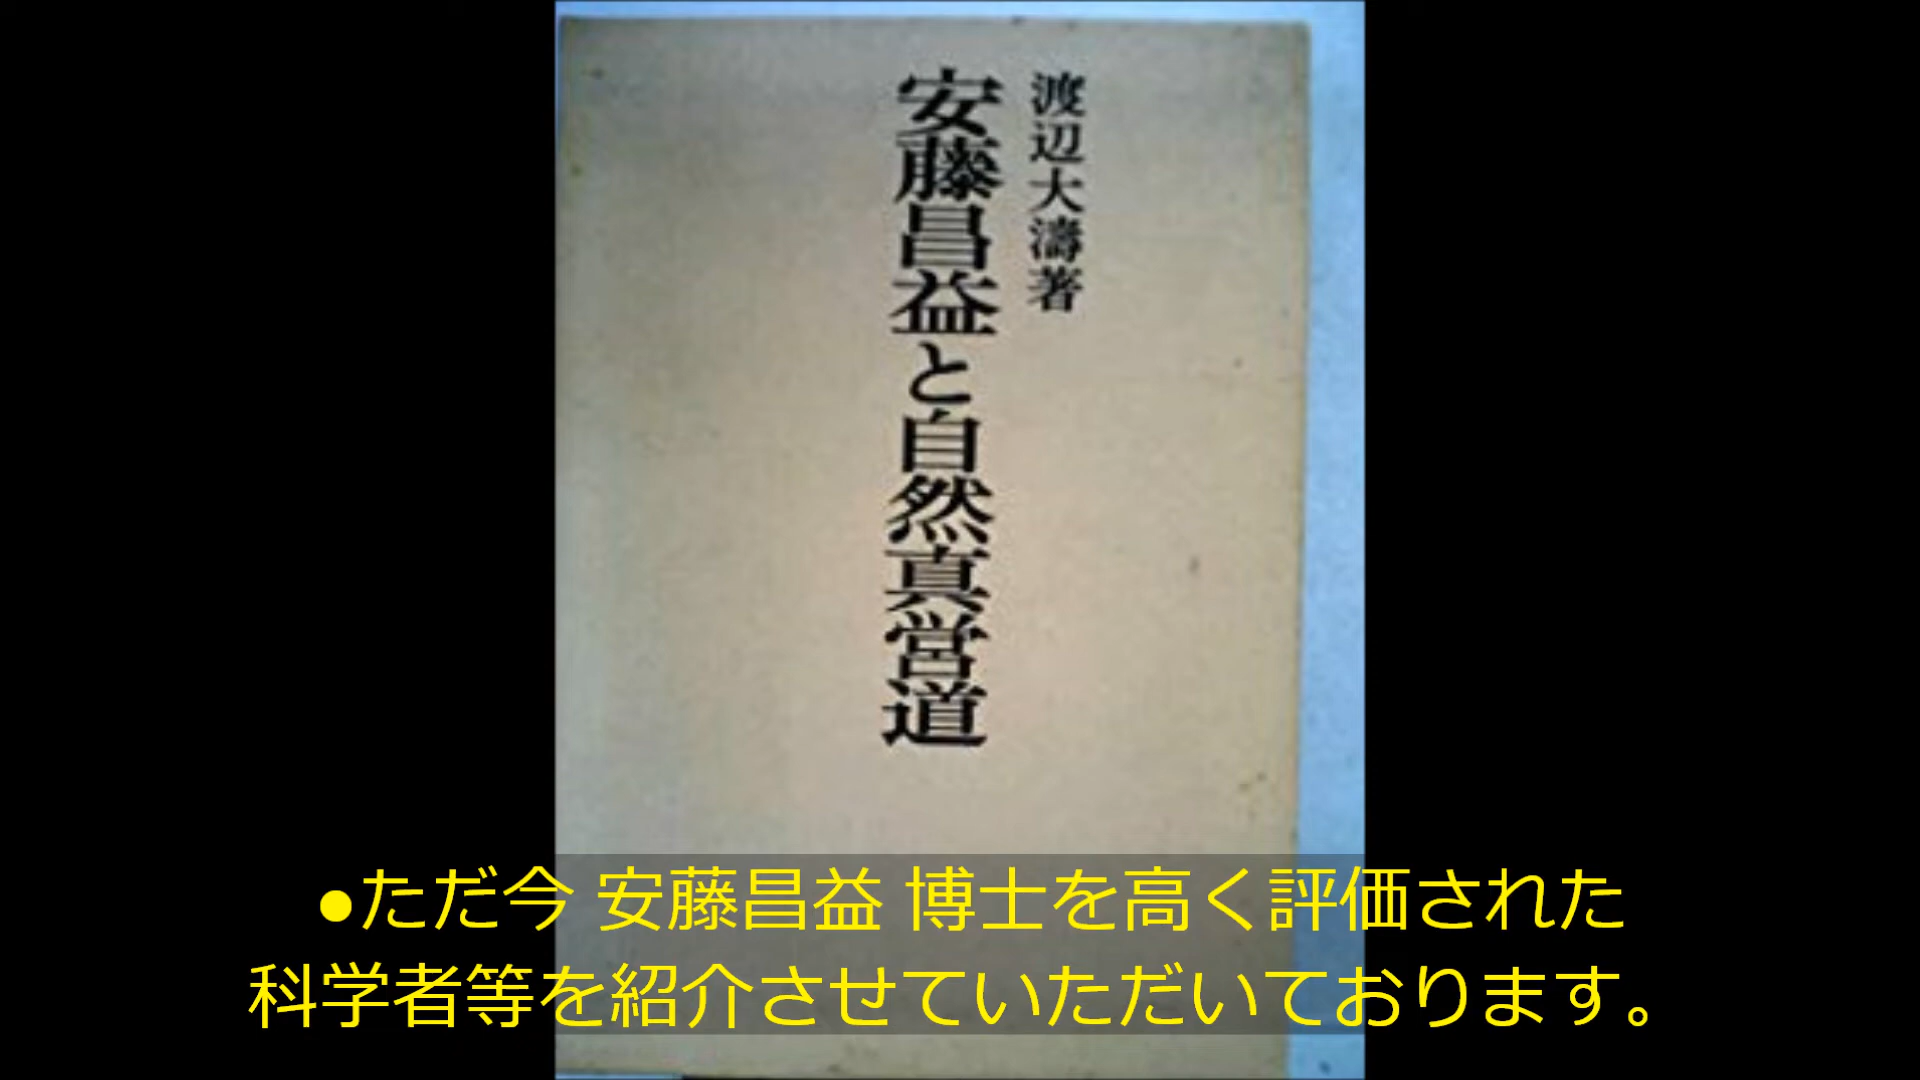 渡辺大濤著
安藤昌益と自然真営道
●ただ今 安藤昌益 博士を高く評価された
科学者等を紹介させていただいております。